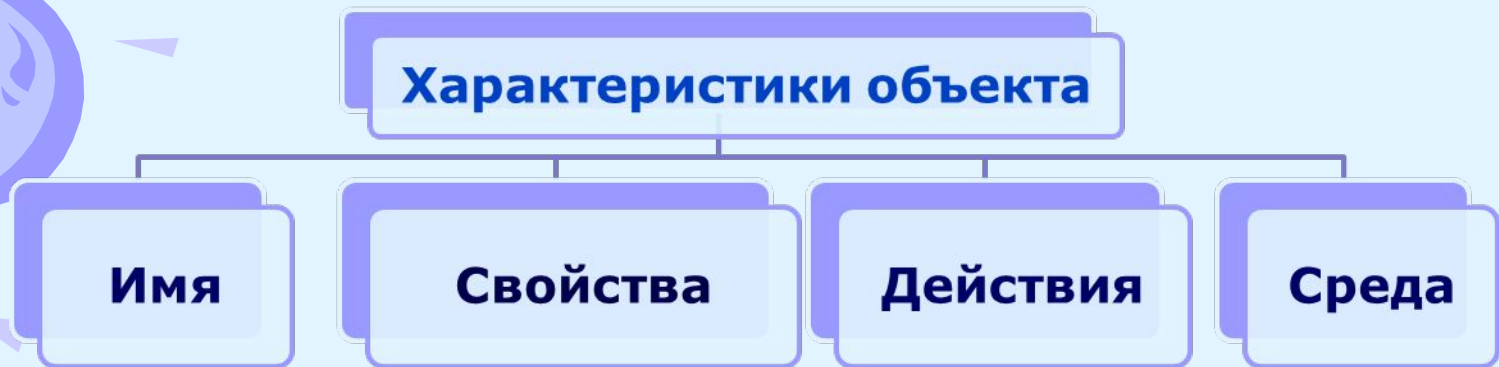 Характеристики объекта
Имя
Свойства
Действия
Среда